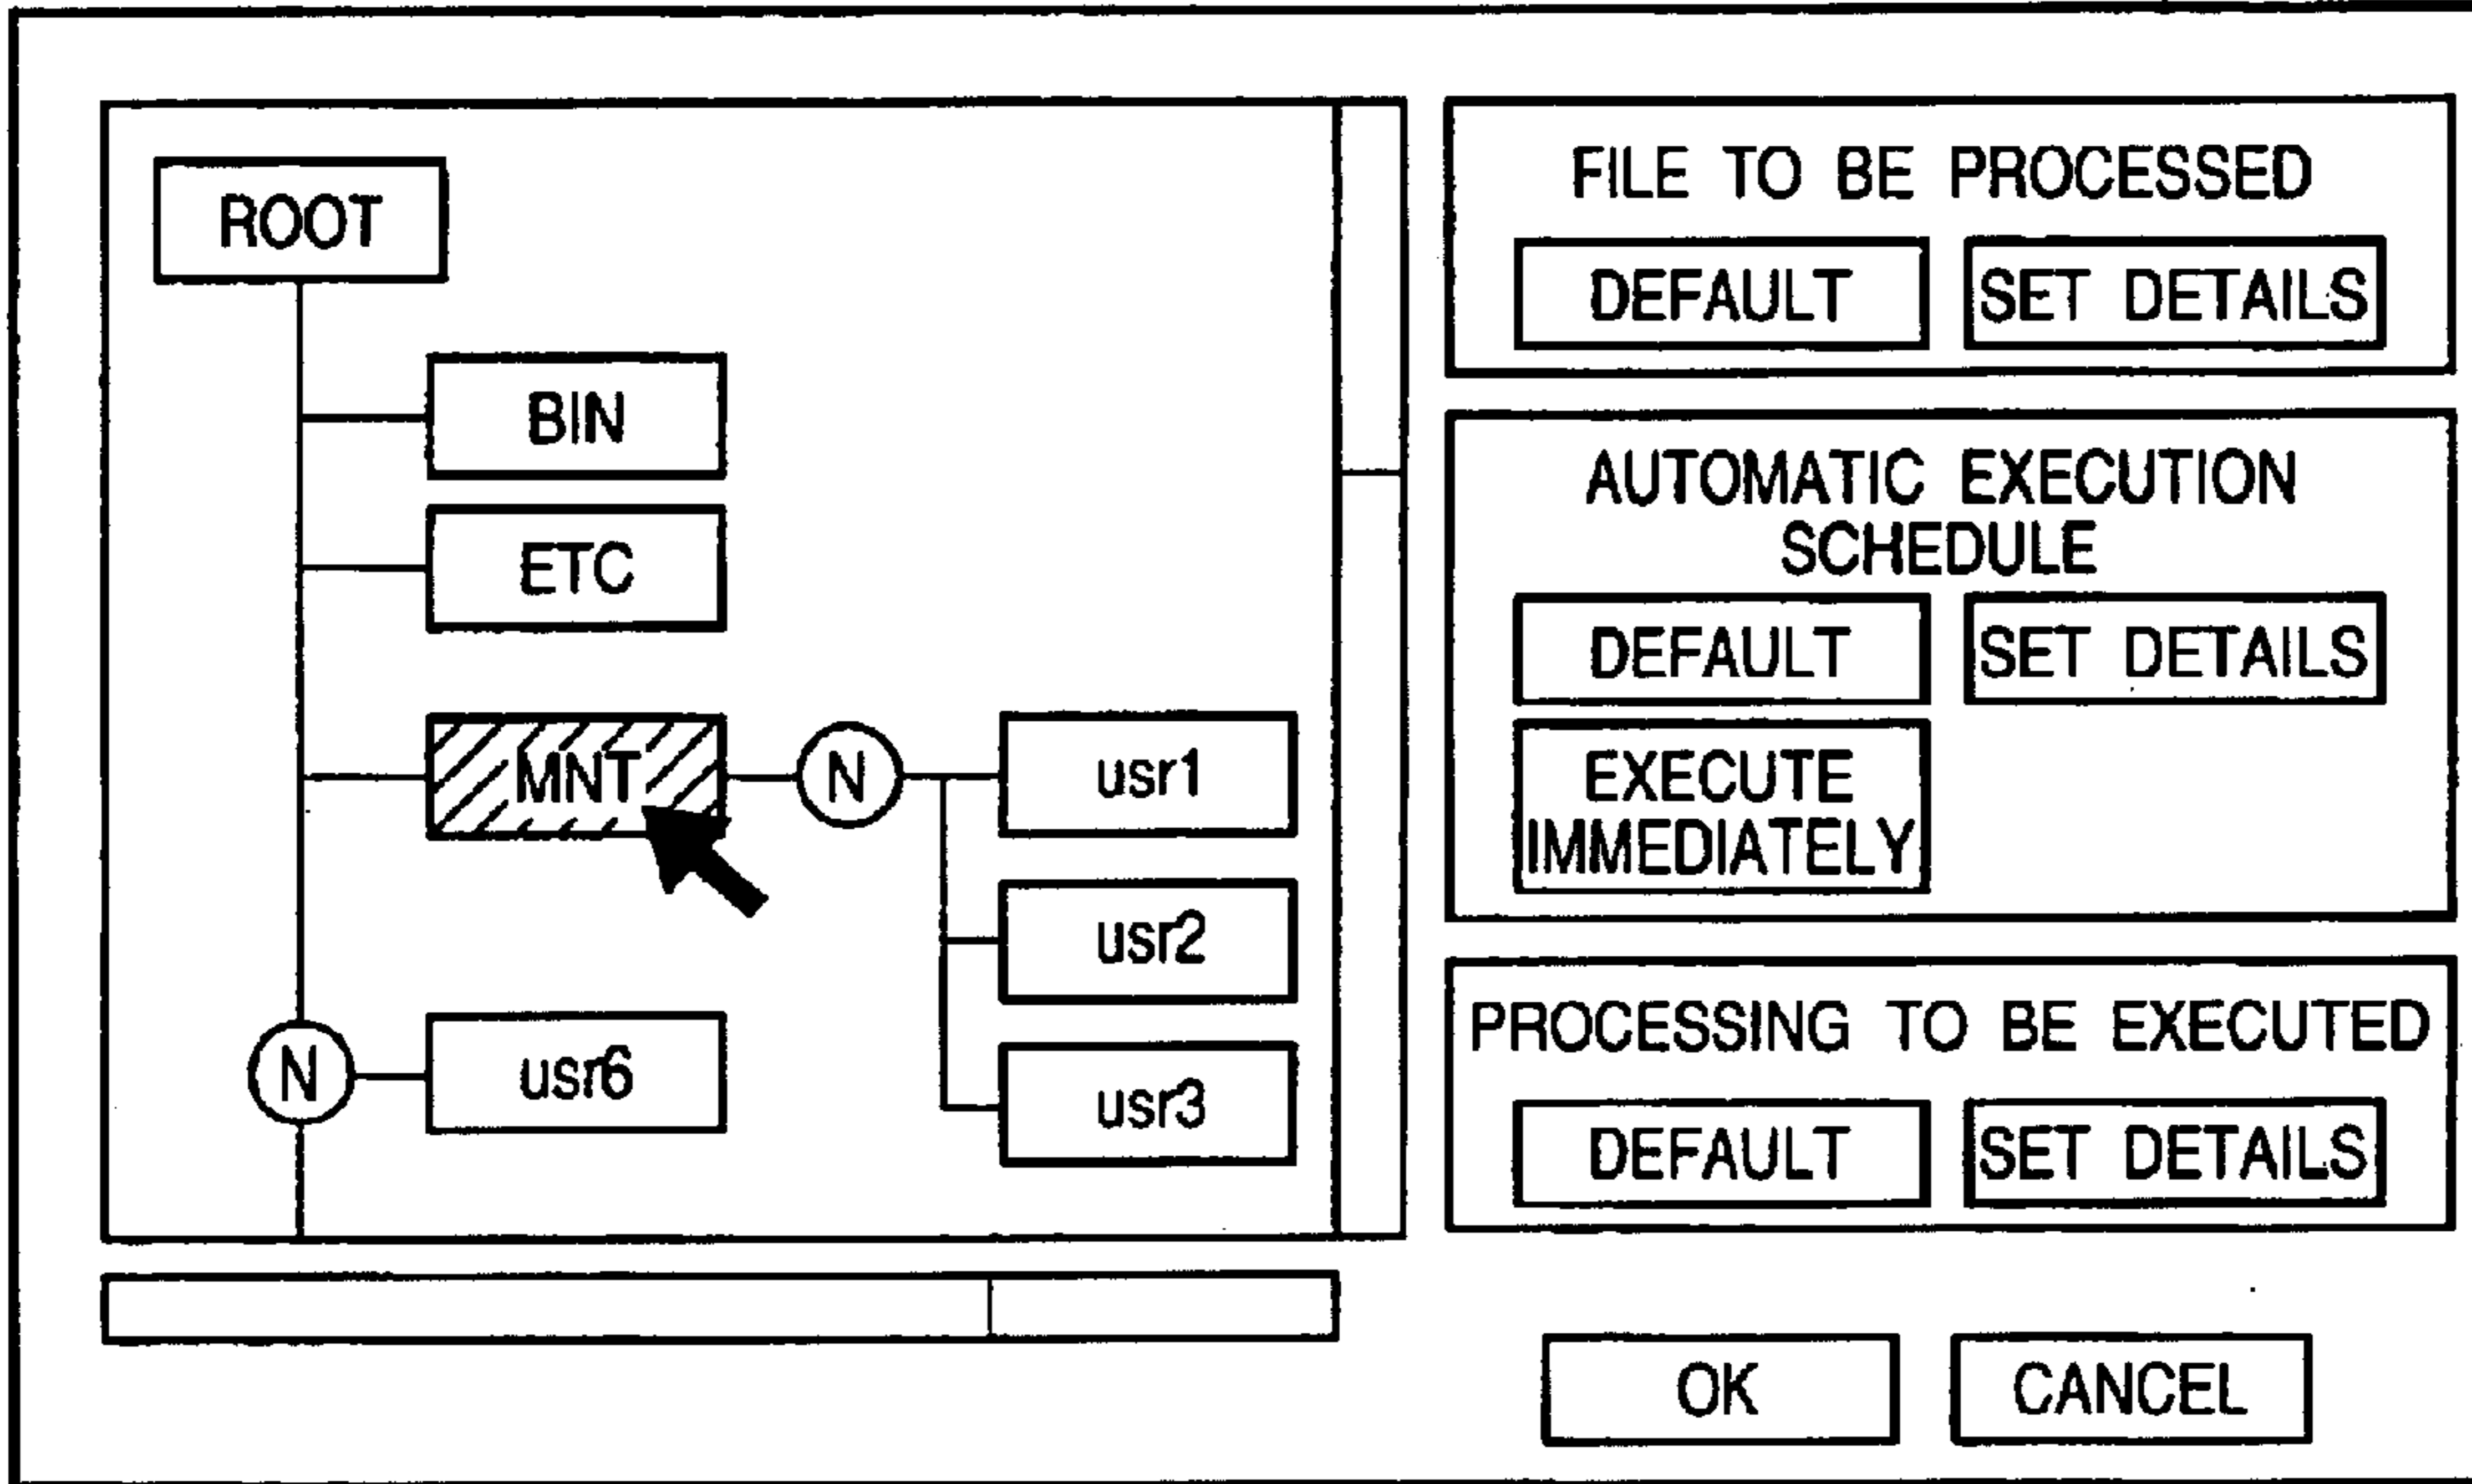 ROOT
BIN
ETC
MNT
N
usr1
usr2
usr3
N
usr6
FILE TO BE PROCESSED
DEFAULT
SET DETAILS
AUTOMATIC EXECUTION
SCHEDULE
DEFAULT
SET DETAILS
EXECUTE
IMMEDIATELY
PROCESSING TO BE EXECUTED
DEFAULT
SET DETAILS
OK
CANCEL